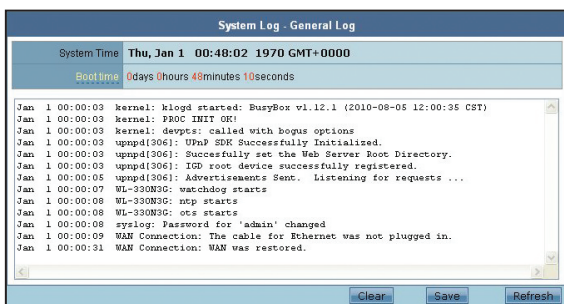 System Log - General Log
System Time Thu, Jan 1 00:48:02 1970 GMT+0000
Boot time 0days 0hours 48minutes 10seconds
Jan 1 00:00:03 kernel: klogd started: BusyBox v1.12.1 (2010-08-05 12:00:35 CST)
Jan 1 00:00:03 kernel: PROC INIT OK!
Jan 1 00:00:03 kernel: devpts: called with bogus options
Jan 1 00:00:03 upnpd[306]: UPnP SDK Successfully Initialized.
Jan 1 00:00:03 upnpd[306]: Succesfully set the Web Server Root Directory.
Jan 1 00:00:03 upnpd[306]: IGD root device successfully registered.
Jan 1 00:00:05 upnpd[306]: Advertisements Sent. Listening for requests ...
Jan 1 00:00:07 WL-330N3G: watchdog starts
Jan 1 00:00:08 WL-330N3G: ntp starts
Jan 1 00:00:08 WL-330N3G: ots starts
Jan 1 00:00:08 syslog: Password for 'admin' changed
Jan 1 00:00:09 WAN Connection: The cable for Ethernet was not plugged in.
Jan 1 00:00:31 WAN Connection: WAN was restored.
Clear Save Refresh